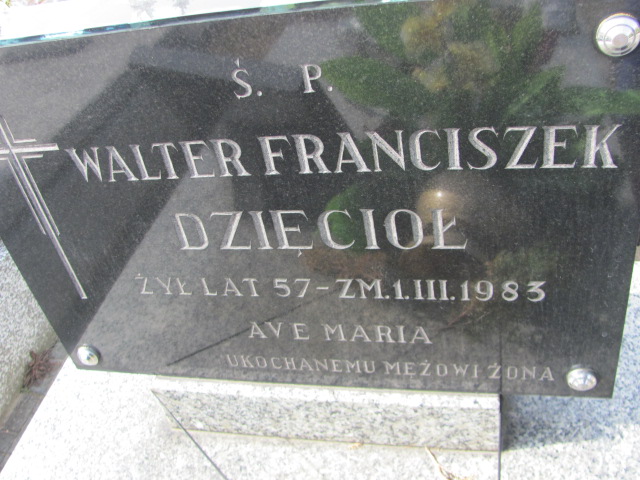 Ś. P.
WALTER FRANCISZEK
DZIĘCIOŁ
ŻYŁ LAT 57 - ZM.1.III.1983
AVE MARIA
UKOCHANEMU MĘŻOWI ŻONA